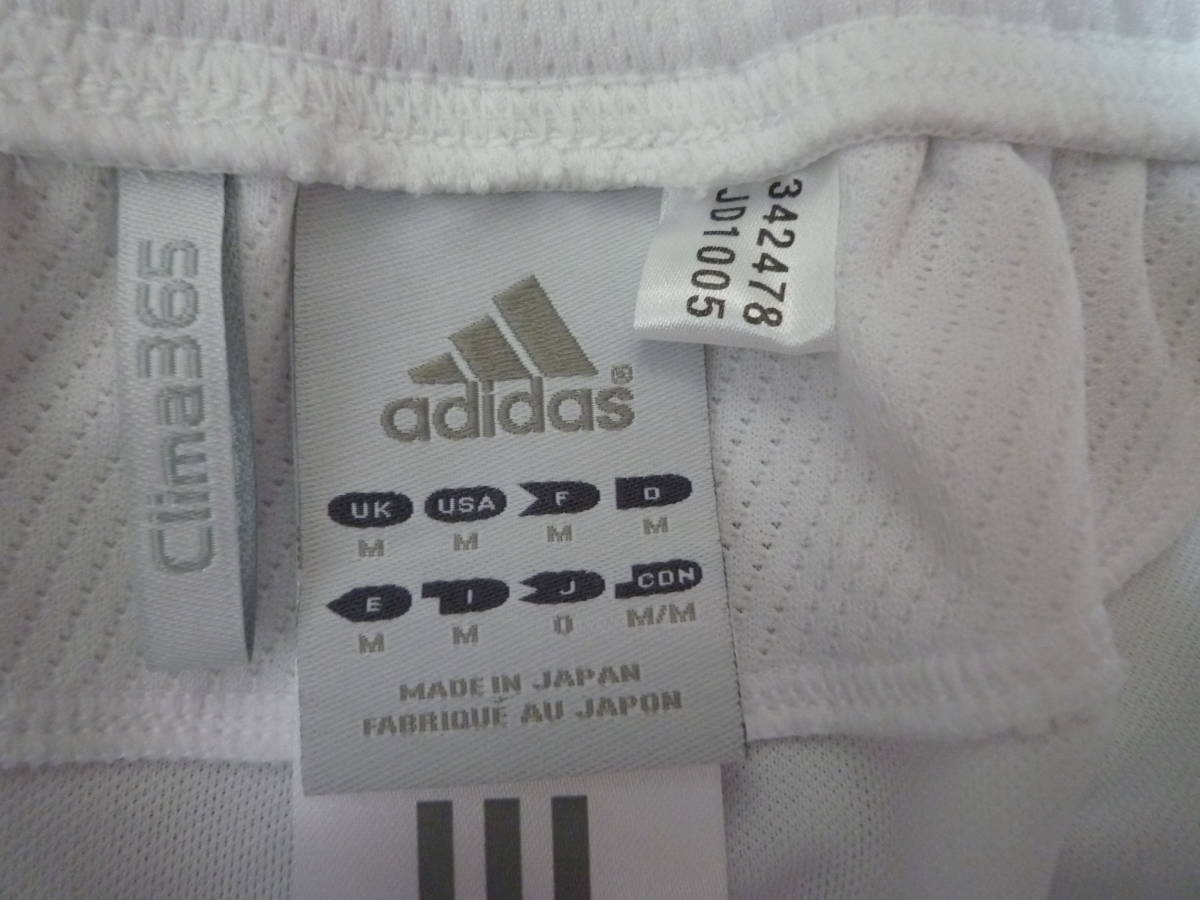 Clima365
adidas®
UK USA F D
M M M M
E I J CDN
M M O M/M
MADE IN JAPAN
FABRIQUÉ AU JAPON
342478
JD1005